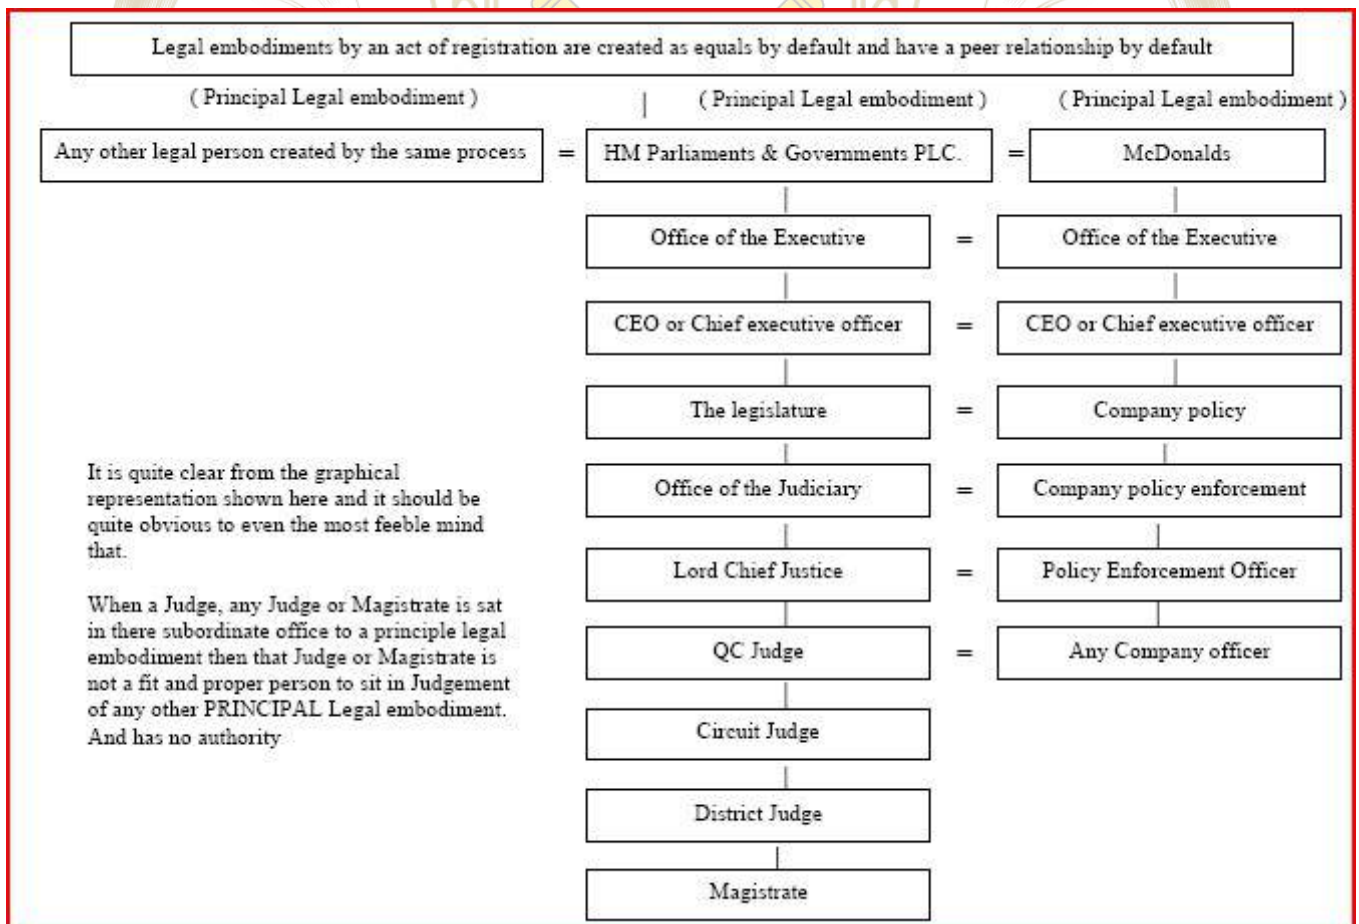 Legal embodiments by an act of registration are created as equals by default and have a peer relationship by default
( Principal Legal embodiment )
( Principal Legal embodiment )
( Principal Legal embodiment )
Any other legal person created by the same process
=
HM Parliaments & Governments PLC.
=
McDonalds
Office of the Executive
=
Office of the Executive
CEO or Chief executive officer
=
CEO or Chief executive officer
The legislature
=
Company policy
Office of the Judiciary
=
Company policy enforcement
Lord Chief Justice
=
Policy Enforcement Officer
QC Judge
=
Any Company officer
Circuit Judge
District Judge
Magistrate
It is quite clear from the graphical
representation shown here and it should be
quite obvious to even the most feeble mind
that.
When a Judge, any Judge or Magistrate is sat
in there subordinate office to a principle legal
embodiment then that Judge or Magistrate is
not a fit and proper person to sit in Judgement
of any other PRINCIPAL Legal embodiment.
And has no authority